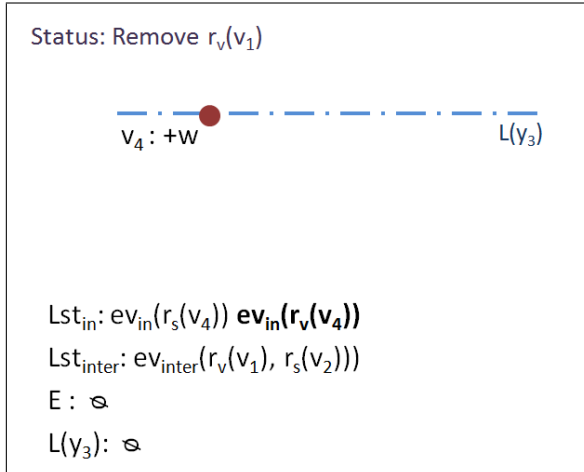 Status: Remove rᵥ(v₁)
v₄ : +w
L(y₃)
Lstᵢₙ: evᵢₙ(rₛ(v₄)) evᵢₙ(rᵥ(v₄))
Lstᵢₙₜₑᵣ: evᵢₙₜₑᵣ(rᵥ(v₁), rₛ(v₂)))
E : ∅
L(y₃): ∅